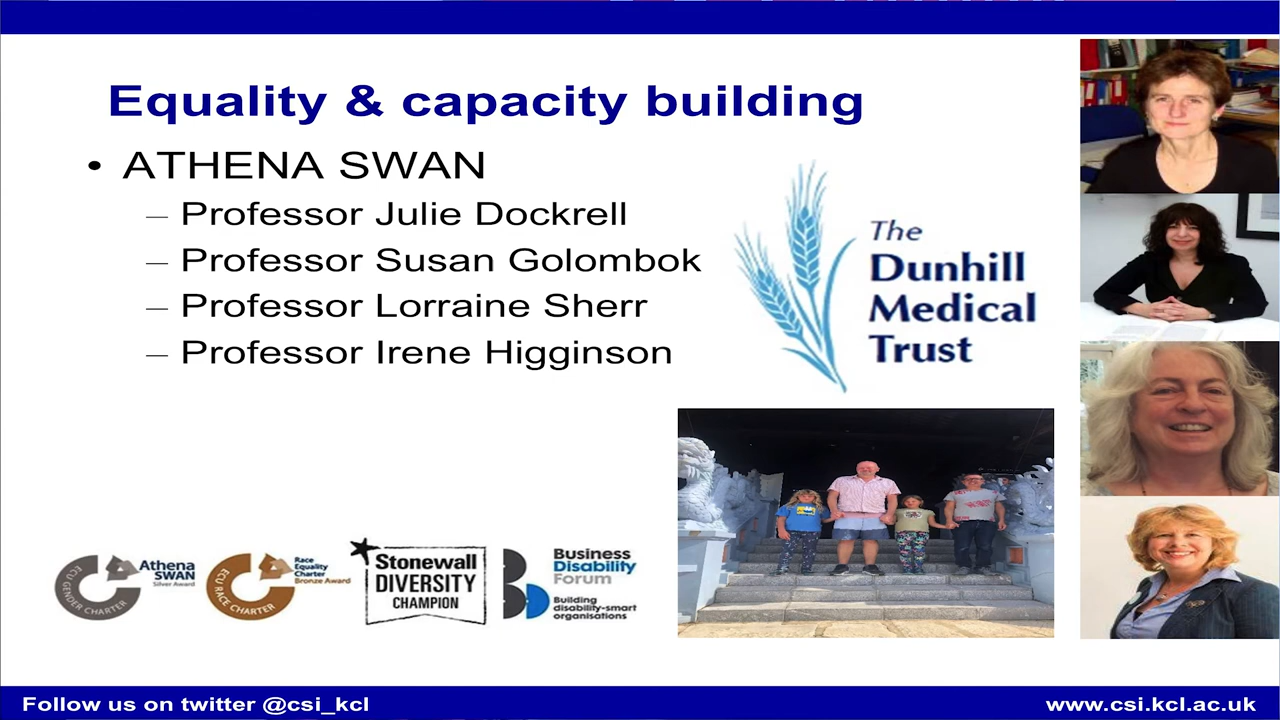 Equality & capacity building
• ATHENA SWAN
– Professor Julie Dockrell
– Professor Susan Golombok
– Professor Lorraine Sherr
– Professor Irene Higginson
The
Dunhill
Medical
Trust
ECU GENDER CHARTER
Athena
SWAN
Silver Award
ECU RACE CHARTER
Race
Equality
Charter
Bronze Award
Stonewall
DIVERSITY
CHAMPION
Business
Disability
Forum
Building
disability-smart
organisations
Follow us on twitter @csi_kcl
www.csi.kcl.ac.uk